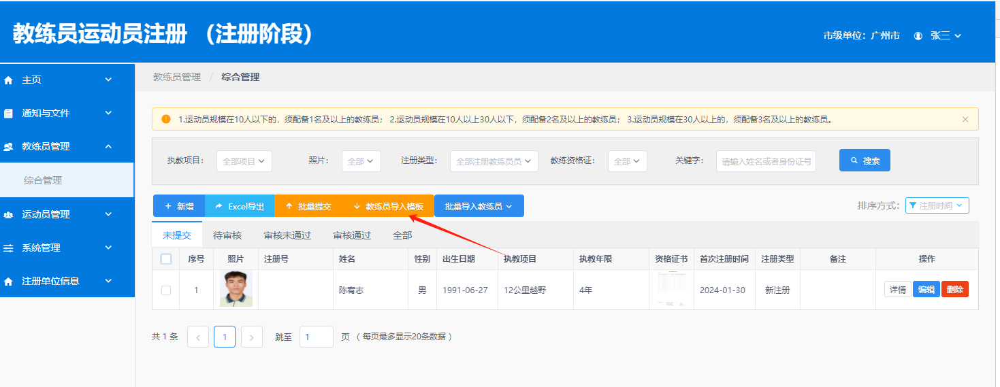 教练员运动员注册 （注册阶段）
市级单位：广州市 张三
主页
通知与文件
教练员管理
综合管理
运动员管理
系统管理
注册单位信息
教练员管理 / 综合管理
1.运动员规模在10人以下的，须配备1名及以上的教练员； 2.运动员规模在10人以上30人以下，须配备2名及以上的教练员； 3.运动员规模在30人以上的，须配备3名及以上的教练员。
执教项目： 全部项目 照片： 全部 注册类型： 全部注册教练员员 教练资格证： 全部 关键字： 请输入姓名或者身份证号 搜索
新增 Excel导出 批量提交 教练员导入模板 批量导入教练员 排序方式： 注册时间
未提交 待审核 审核未通过 审核通过 全部
序号 照片 注册号 姓名 性别 出生日期 执教项目 执教年限 资格证书 首次注册时间 注册类型 备注 操作
1 陈宥志 男 1991-06-27 12公里越野 4年 2024-01-30 新注册 详情 编辑 删除
共 1 条 < 1 > 跳至 1 页 （ 每页最多显示20条数据 ）